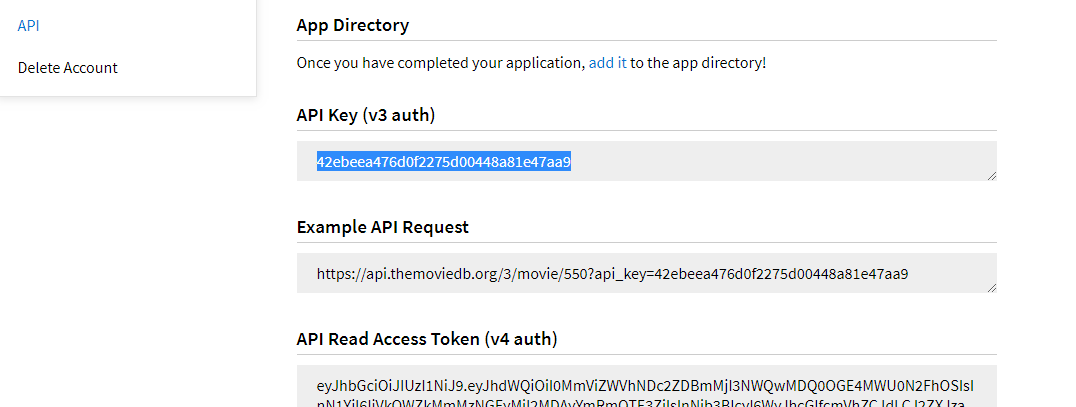 API
Delete Account
App Directory
Once you have completed your application, add it to the app directory!
API Key (v3 auth)
42ebeea476d0f2275d00448a81e47aa9
Example API Request
https://api.themoviedb.org/3/movie/550?api_key=42ebeea476d0f2275d00448a81e47aa9
API Read Access Token (v4 auth)
eyJhbGciOiJIUzI1NiJ9.eyJhdWQiOiI0MmViZWVhNDc2ZDBmMjI3NWQwMDQ0OGE4MWU0N2FhOSIsI